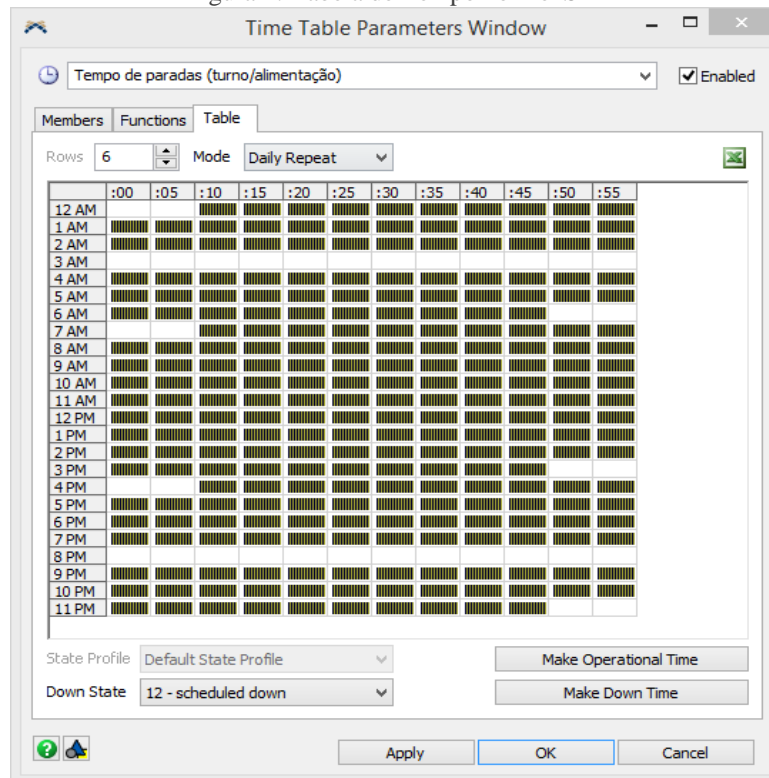 Time Table Parameters Window
Tempo de paradas (turno/alimentação)
Enabled
Members Functions Table
Rows 6 Mode Daily Repeat
:00 :05 :10 :15 :20 :25 :30 :35 :40 :45 :50 :55
12 AM
1 AM
2 AM
3 AM
4 AM
5 AM
6 AM
7 AM
8 AM
9 AM
10 AM
11 AM
12 PM
1 PM
2 PM
3 PM
4 PM
5 PM
6 PM
7 PM
8 PM
9 PM
10 PM
11 PM
State Profile Default State Profile Make Operational Time
Down State 12 - scheduled down Make Down Time
Apply OK Cancel